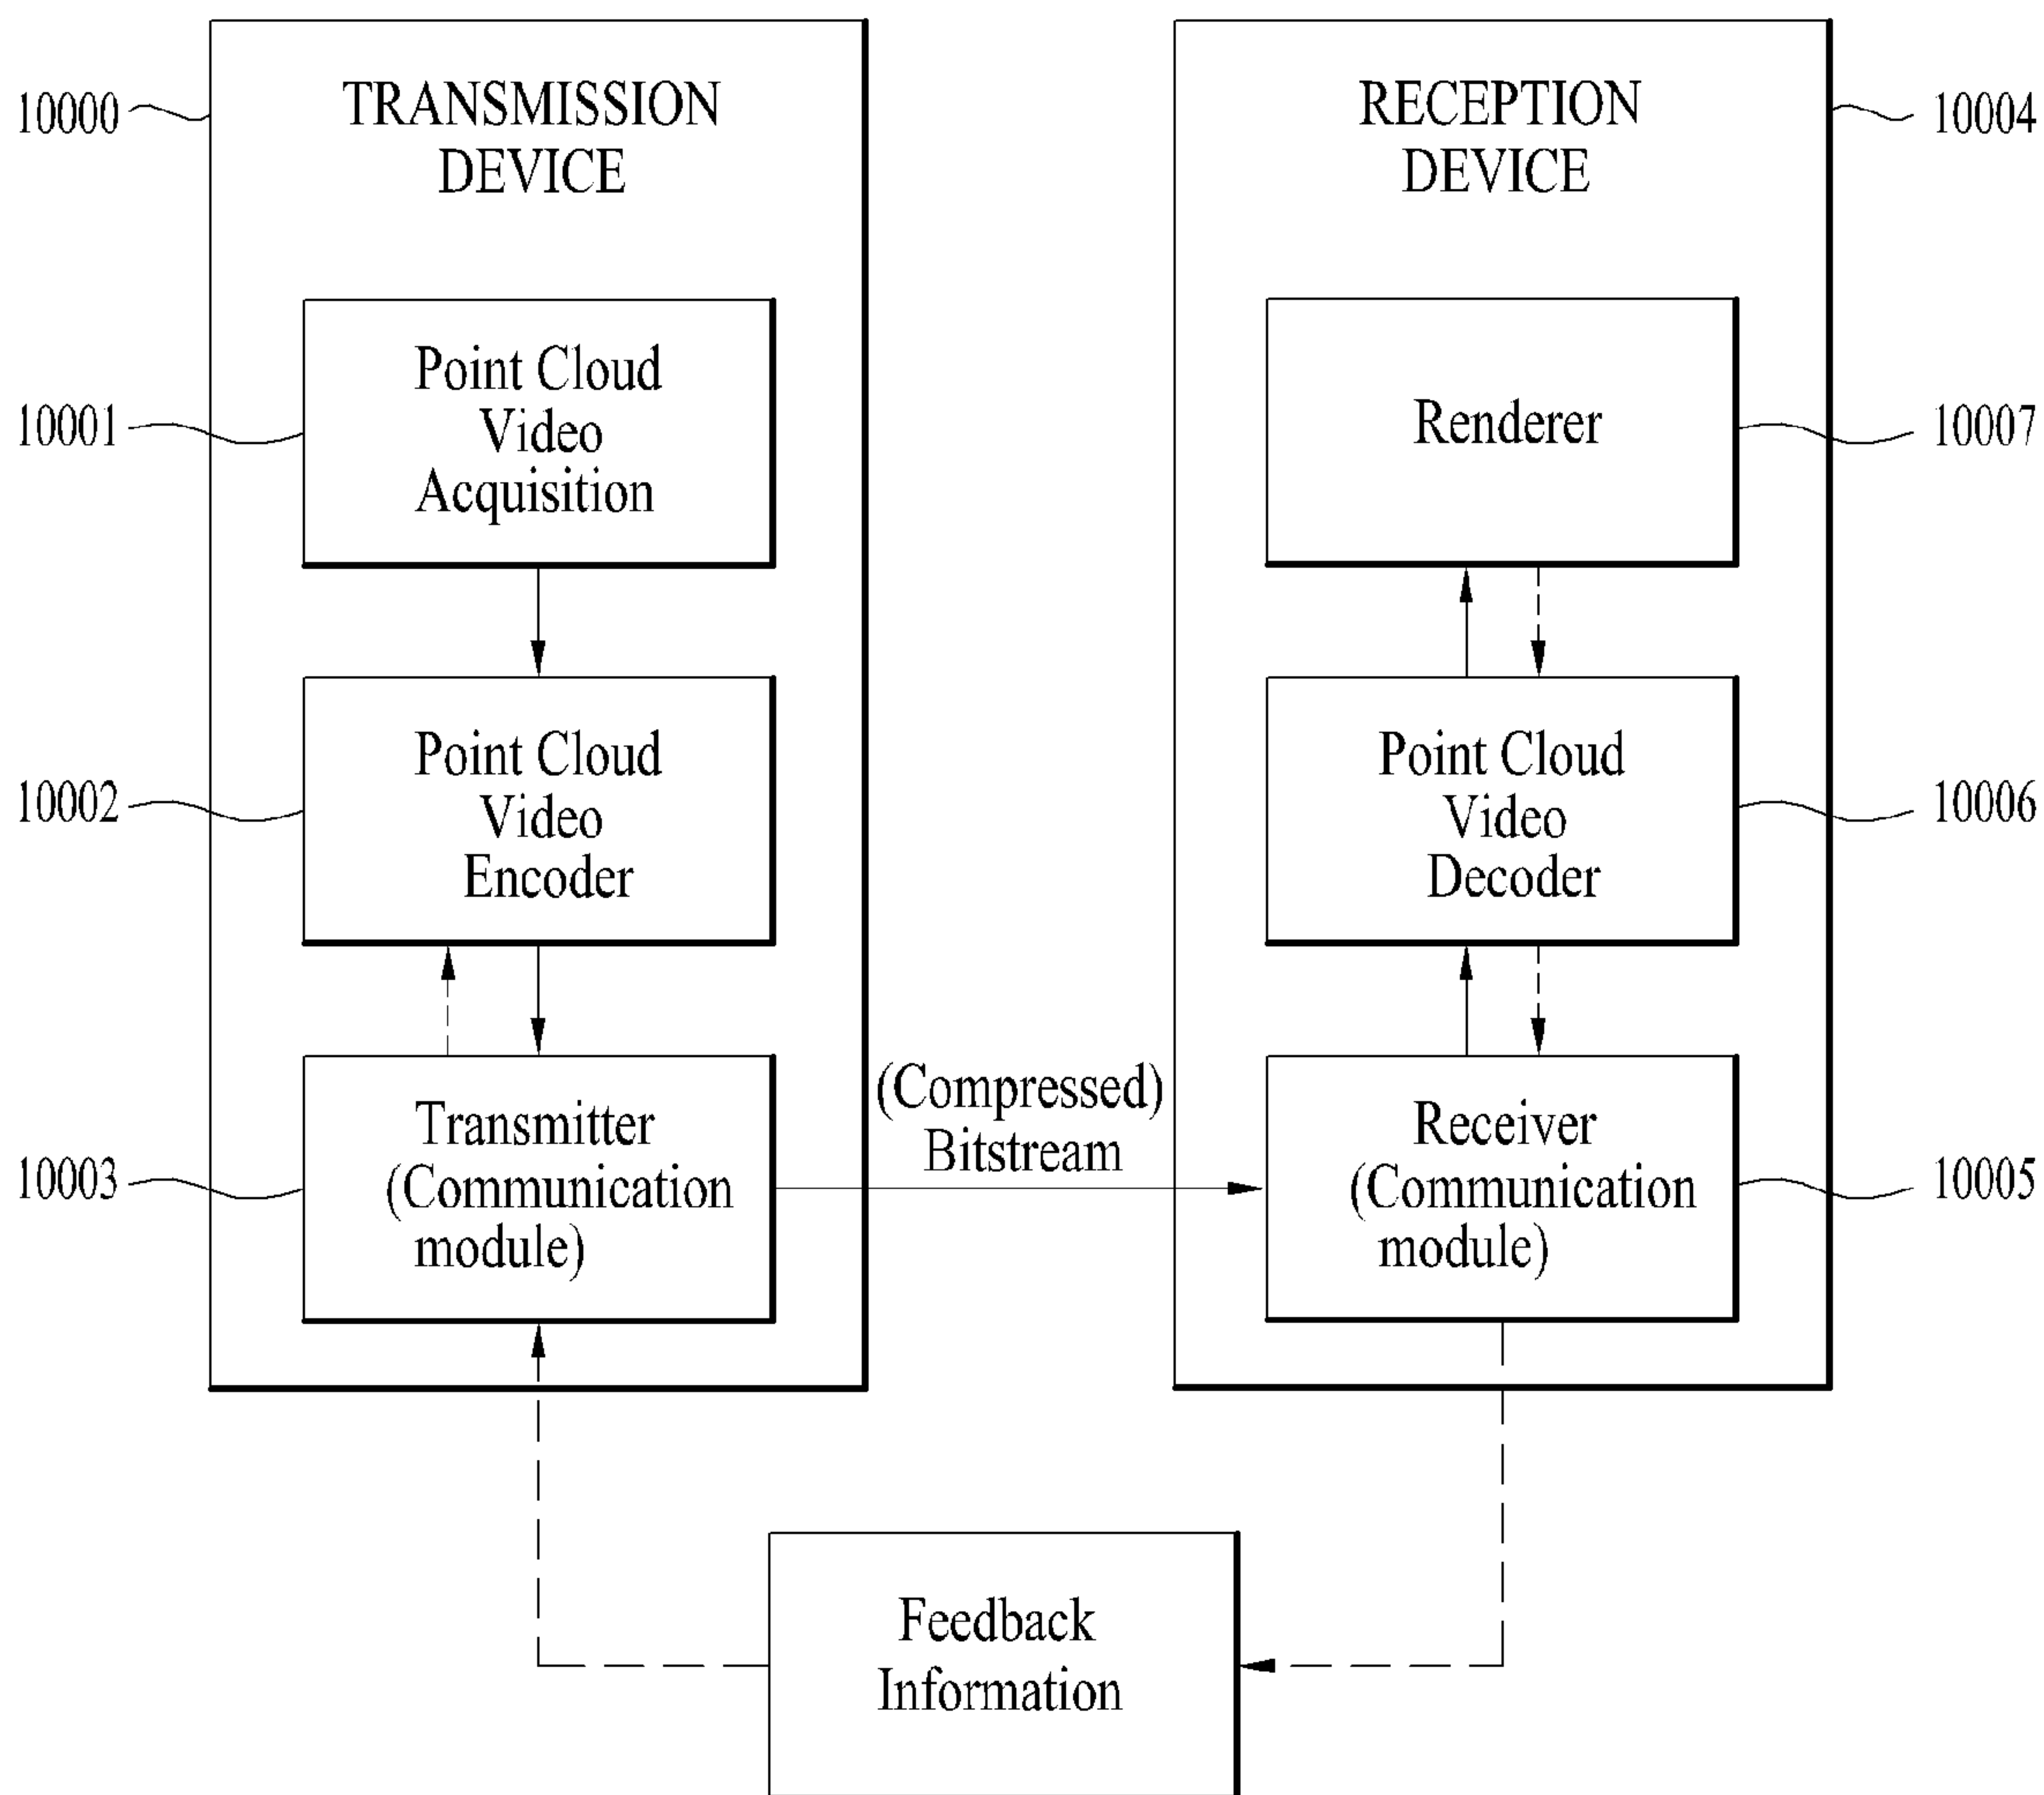 TRANSMISSION
DEVICE
10000
Point Cloud
Video
Acquisition
10001
Point Cloud
Video
Encoder
10002
Transmitter
(Communication
module)
10003
(Compressed)
Bitstream
RECEPTION
DEVICE
10004
Renderer
10007
Point Cloud
Video
Decoder
10006
Receiver
(Communication
module)
10005
Feedback
Information